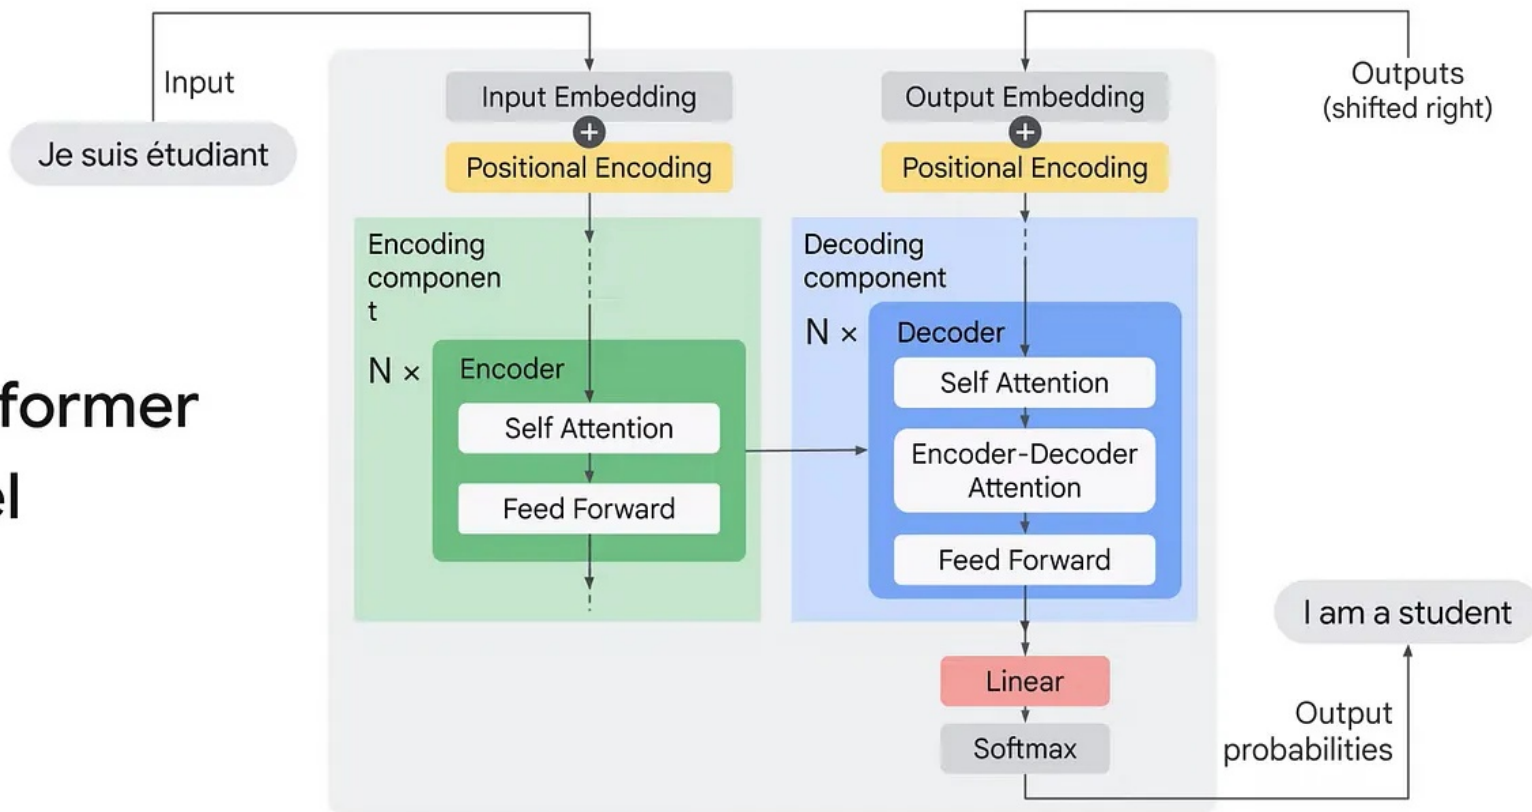 Input
Je suis étudiant
former
el
Input Embedding
+
Positional Encoding
Encoding
componen
t
N ×
Encoder
Self Attention
Feed Forward
Outputs
(shifted right)
Output Embedding
+
Positional Encoding
Decoding
component
N ×
Decoder
Self Attention
Encoder-Decoder
Attention
Feed Forward
Linear
Softmax
Output
probabilities
I am a student